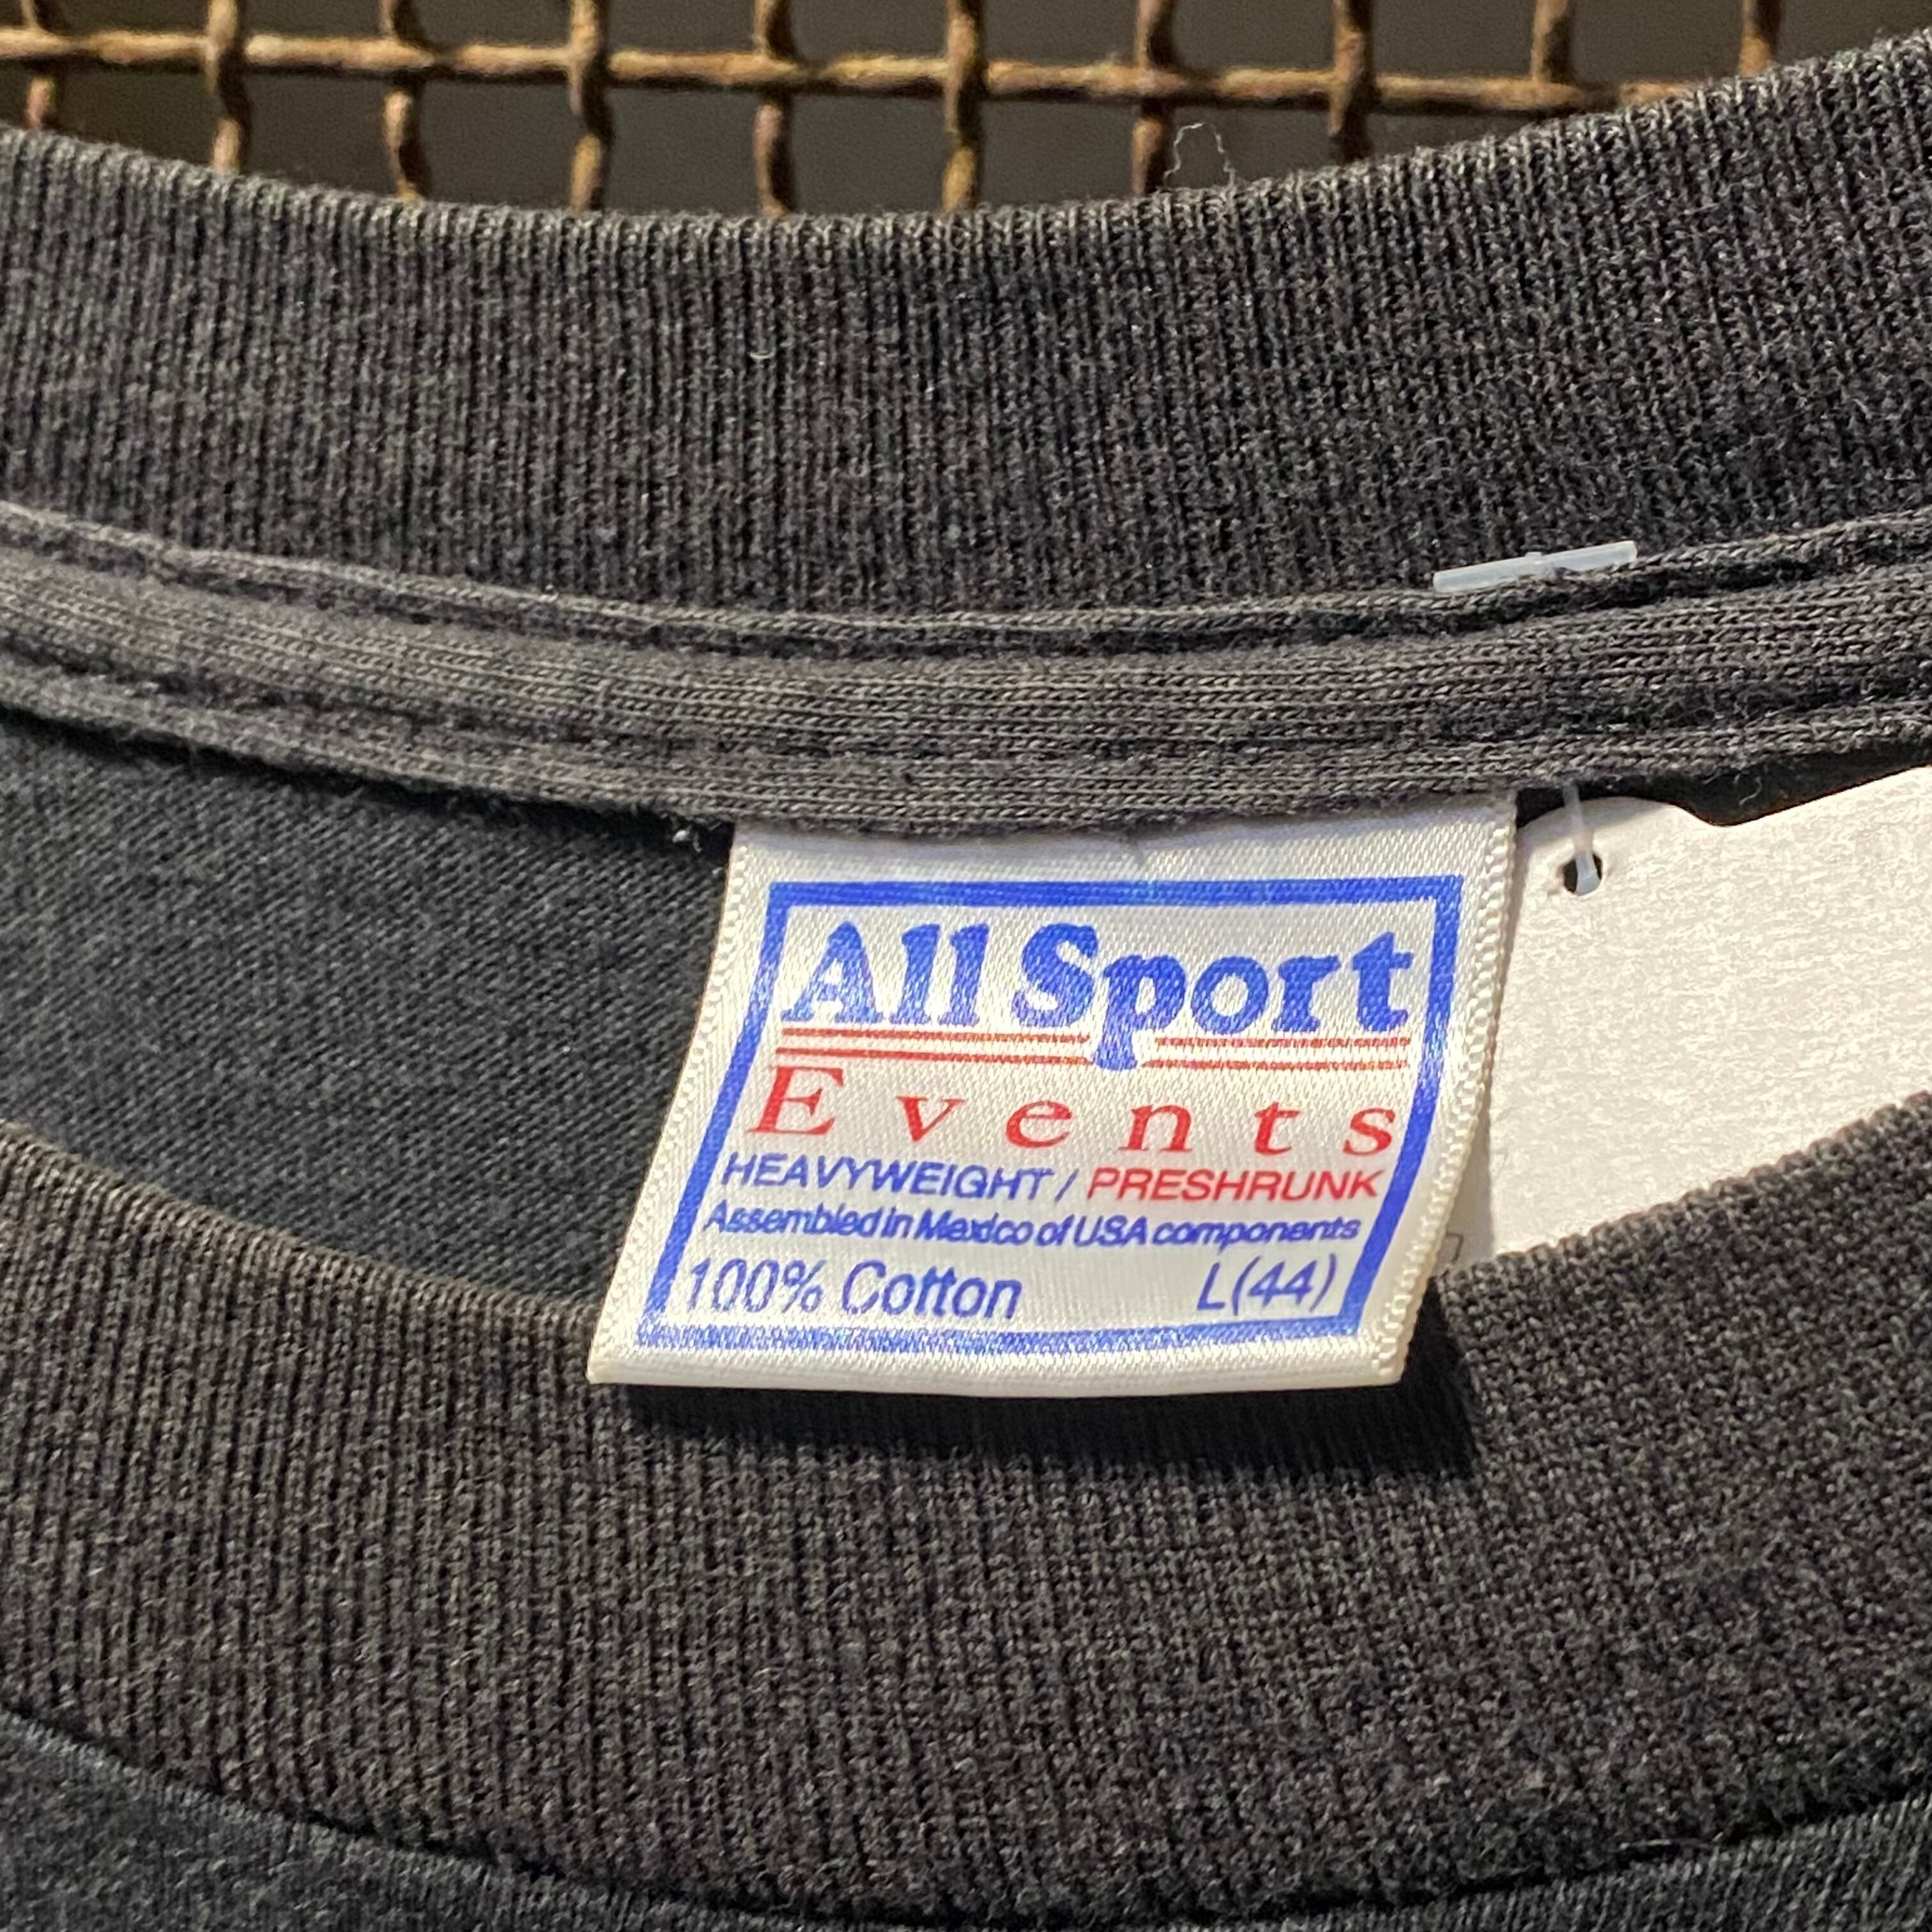 All Sport
Events
HEAVYWEIGHT / PRESHRUNK
Assembled in Mexico of USA components
100% Cotton L(44)